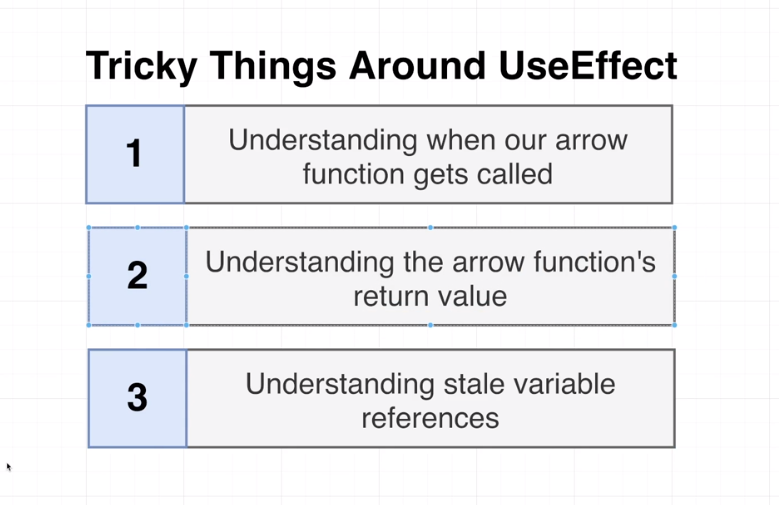 Tricky Things Around UseEffect
1
Understanding when our arrow
function gets called
2
Understanding the arrow function's
return value
3
Understanding stale variable
references